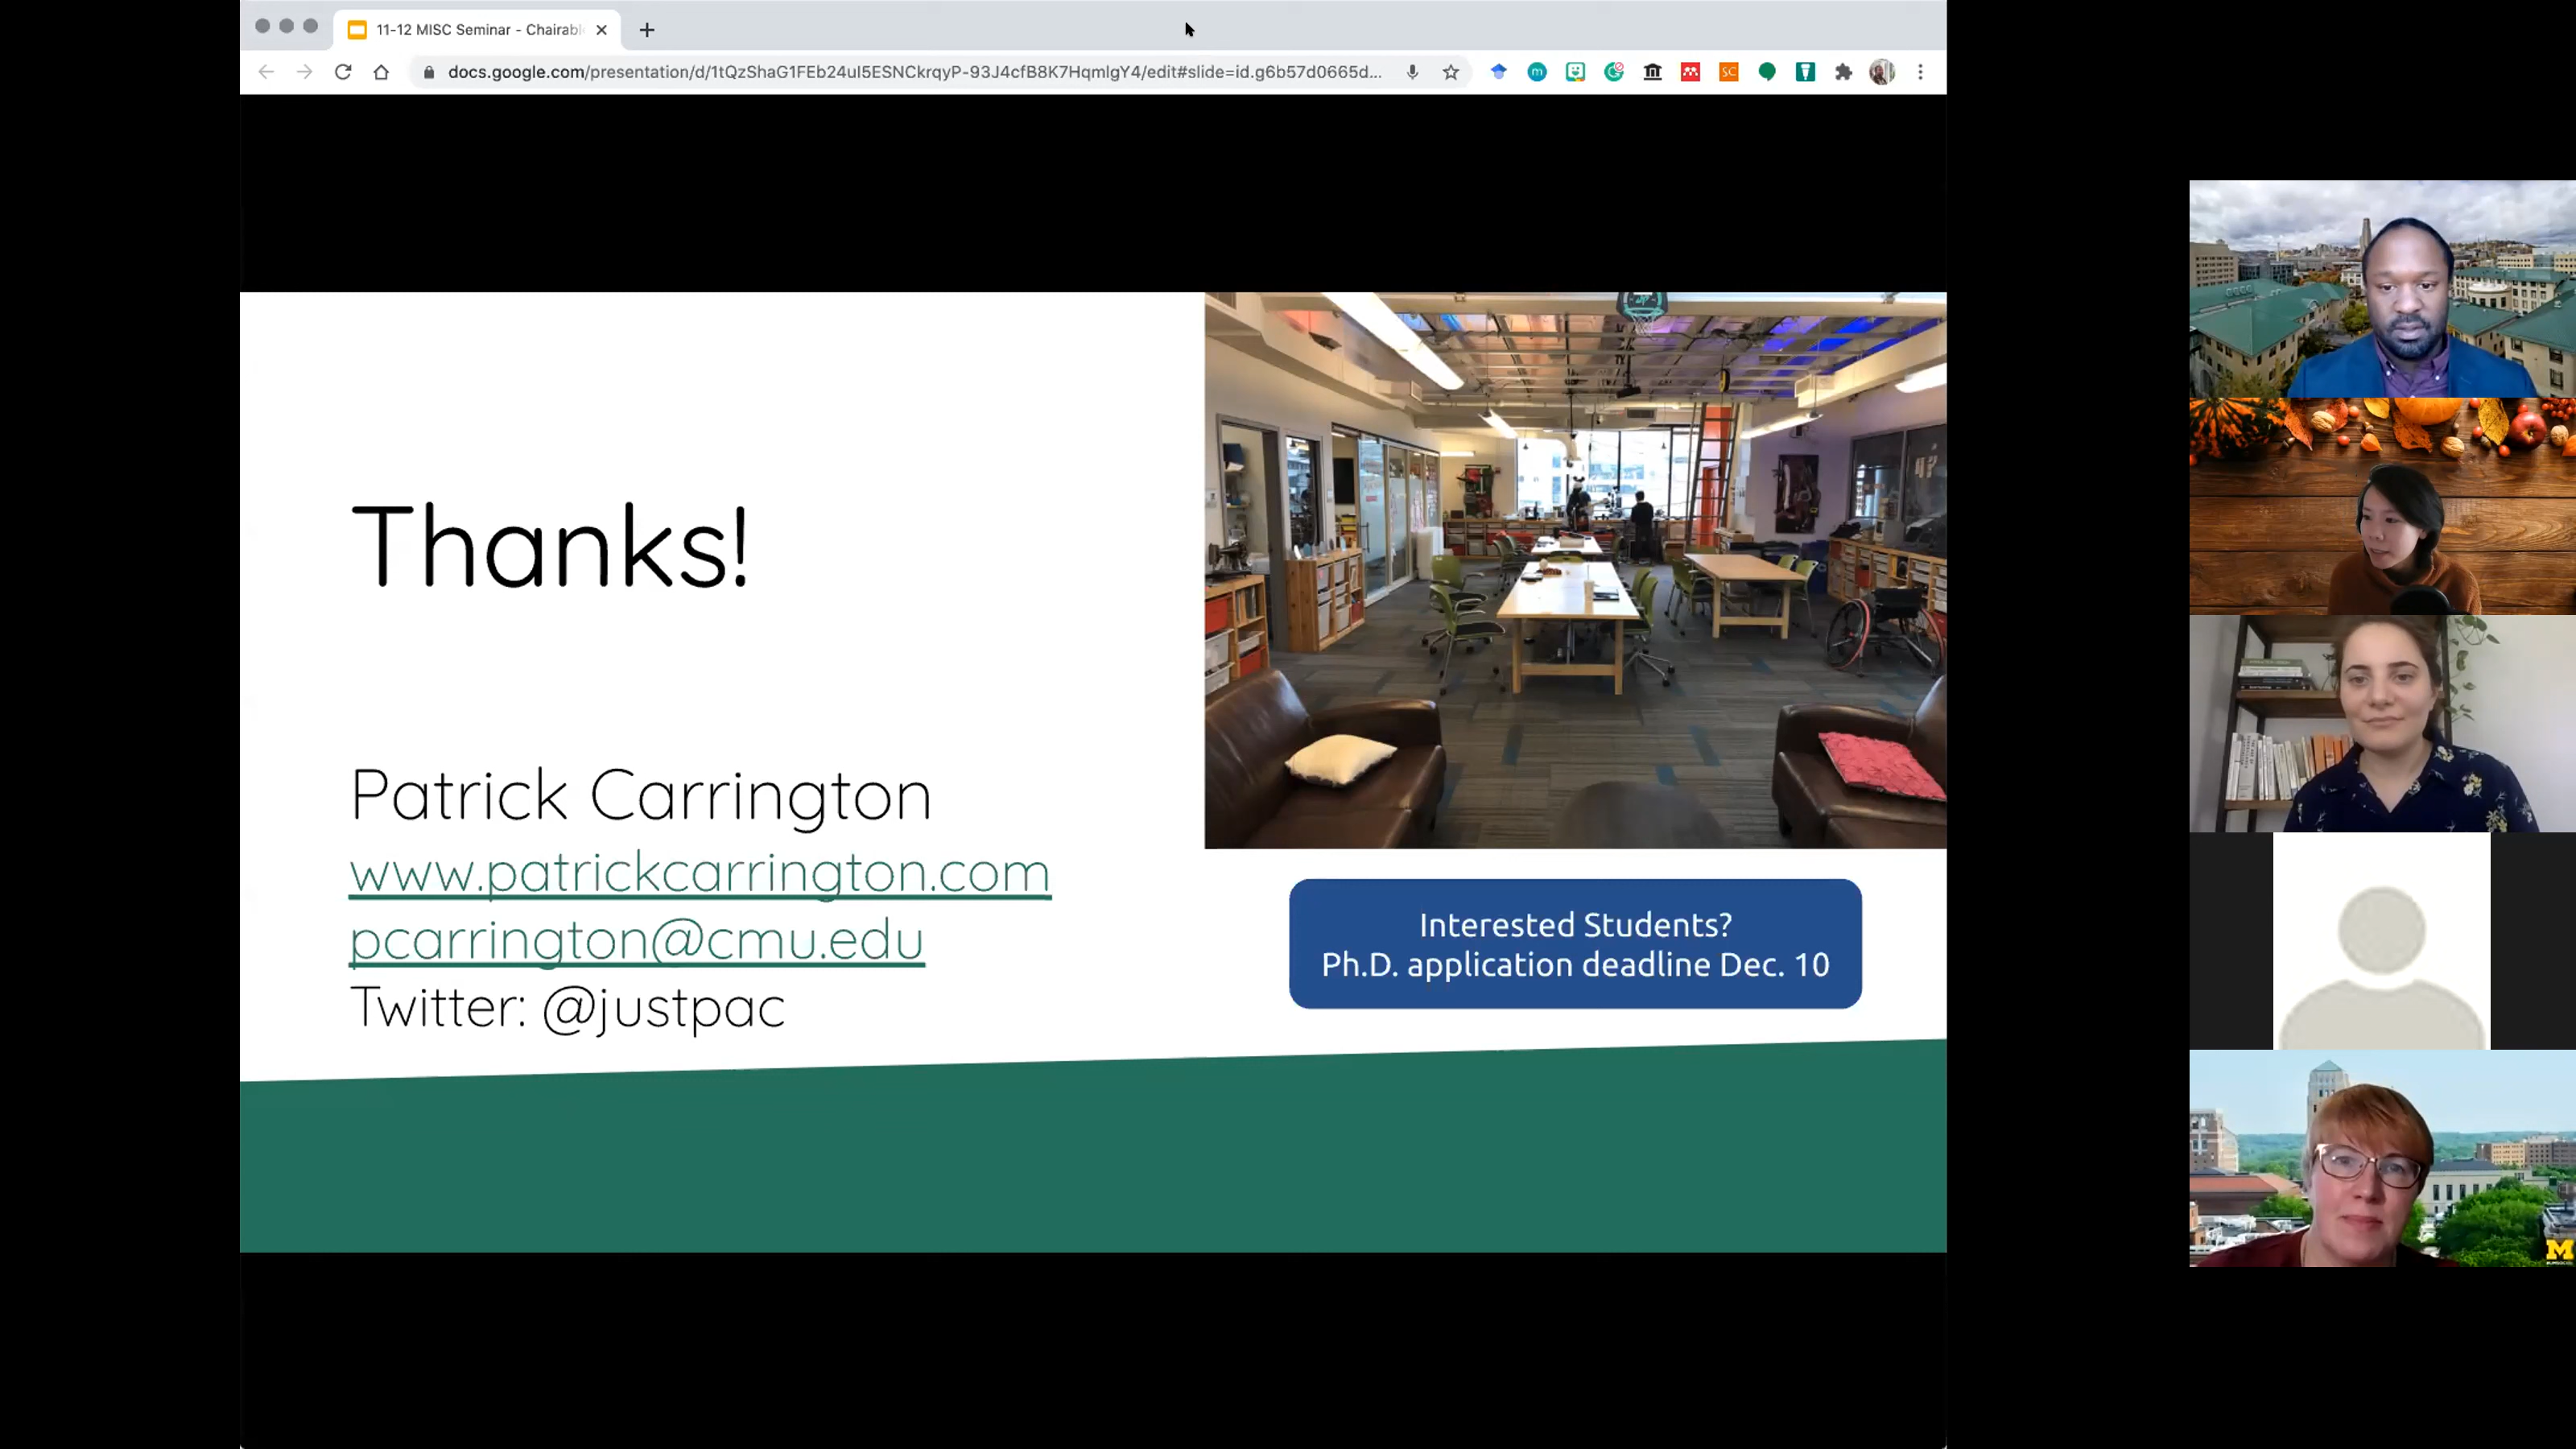 11-12 MISC Seminar - Chairabl
docs.google.com/presentation/d/1tQzShaG1FEb24uI5ESNCkrqyP-93J4cfB8K7HqmlgY4/edit#slide=id.g6b57d0665d...
m
SC
Thanks!
Patrick Carrington
www.patrickcarrington.com
pcarrington@cmu.edu
Twitter: @justpac
Interested Students?
Ph.D. application deadline Dec. 10
M